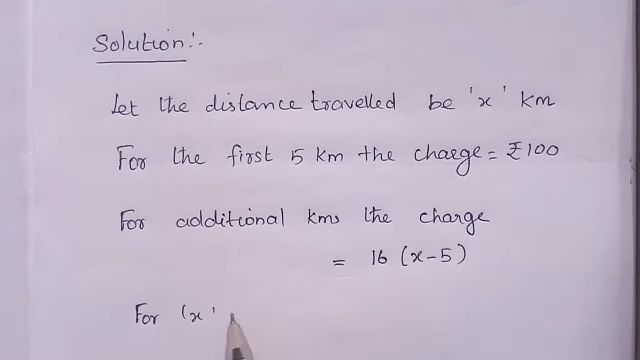 Solution:-
Let the distance travelled be 'x' km
For the first 5 km the charge = ₹100
For additional kms the charge
= 16 (x-5)
For 'x'